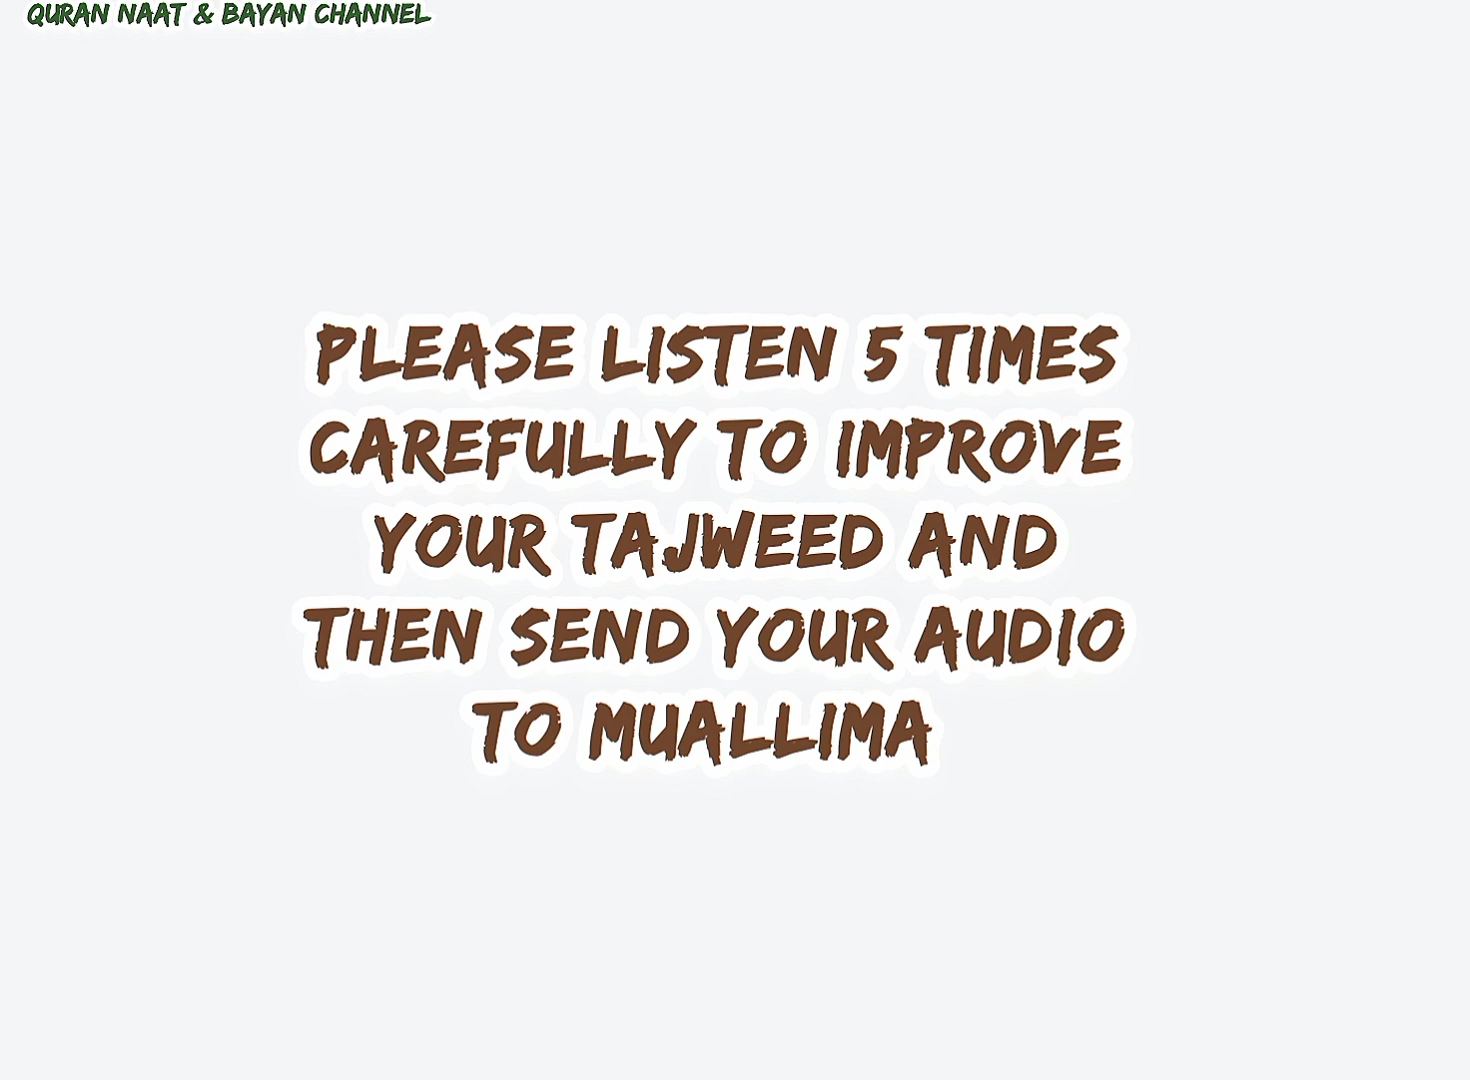 QURAN NAAT & BAYAN CHANNEL
PLEASE LISTEN 5 TIMES
CAREFULLY TO IMPROVE
YOUR TAJWEED AND
THEN SEND YOUR AUDIO
TO MUALLIMA